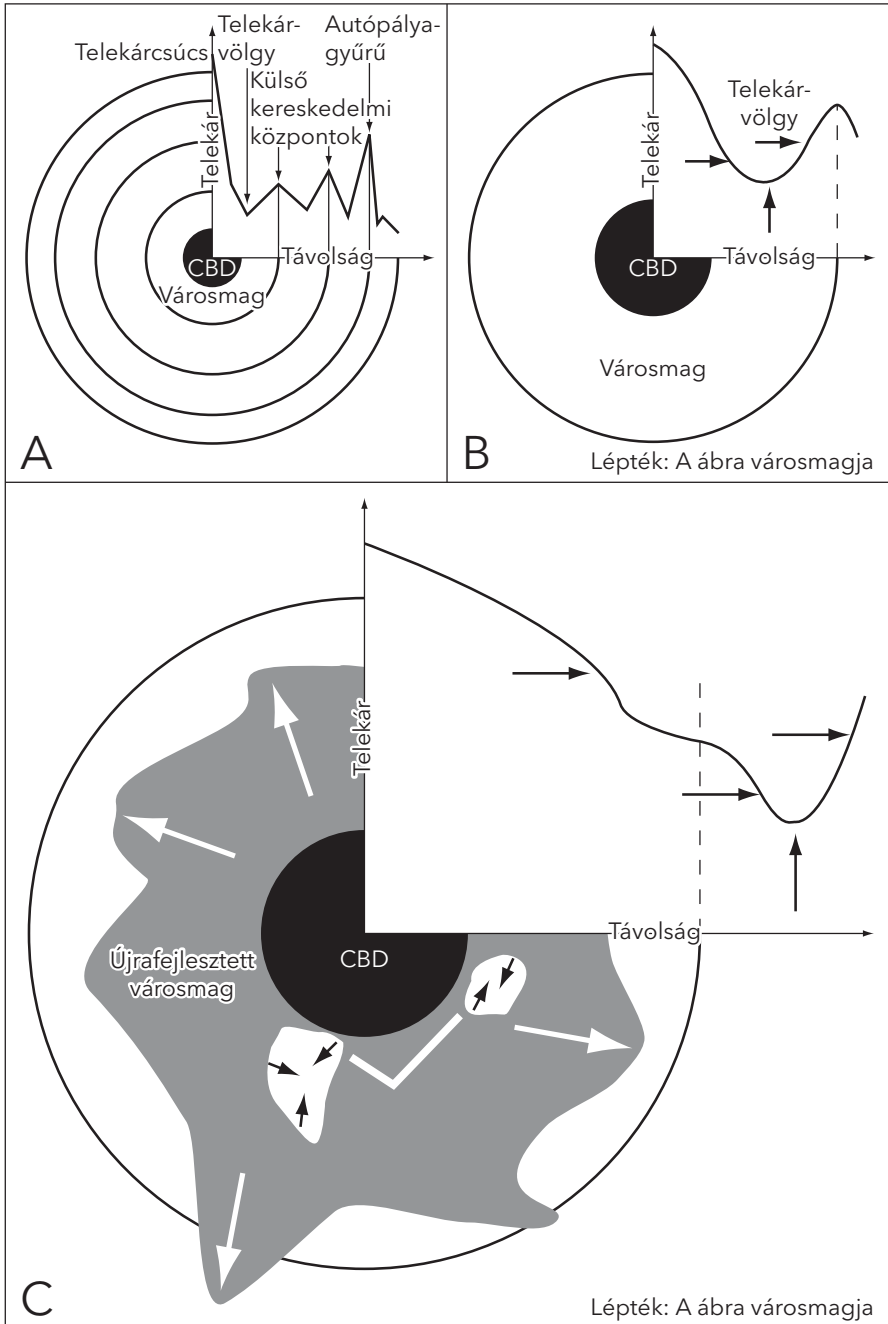 Telekárcsúcs
Telekár-
völgy
Autópálya-
gyűrű
Külső
kereskedelmi
központok
Telekár
Távolság
CBD
Városmag
A
Telekár-
völgy
Telekár
Távolság
CBD
Városmag
B
Lépték: A ábra városmagja
Telekár
Távolság
CBD
Újrafejlesztett
városmag
C
Lépték: A ábra városmagja